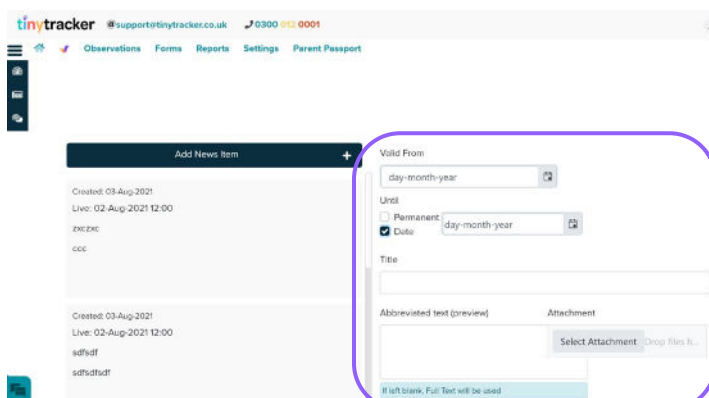 tinytracker @support@tinytracker.co.uk 0300 012 0001
Observations Forms Reports Settings Parent Passport
Add News Item +
Created: 03-Aug-2021
Live: 02-Aug-2021 12:00
zxczxc
ccc
Created: 03-Aug-2021
Live: 02-Aug-2021 12:00
sdfsdf
sdfsdfsdf
Valid From
day-month-year
Until
Permanent
Date
day-month-year
Title
Abbreviated text (preview) Attachment
Select Attachment Drop files h...
If left blank, Full Text will be used